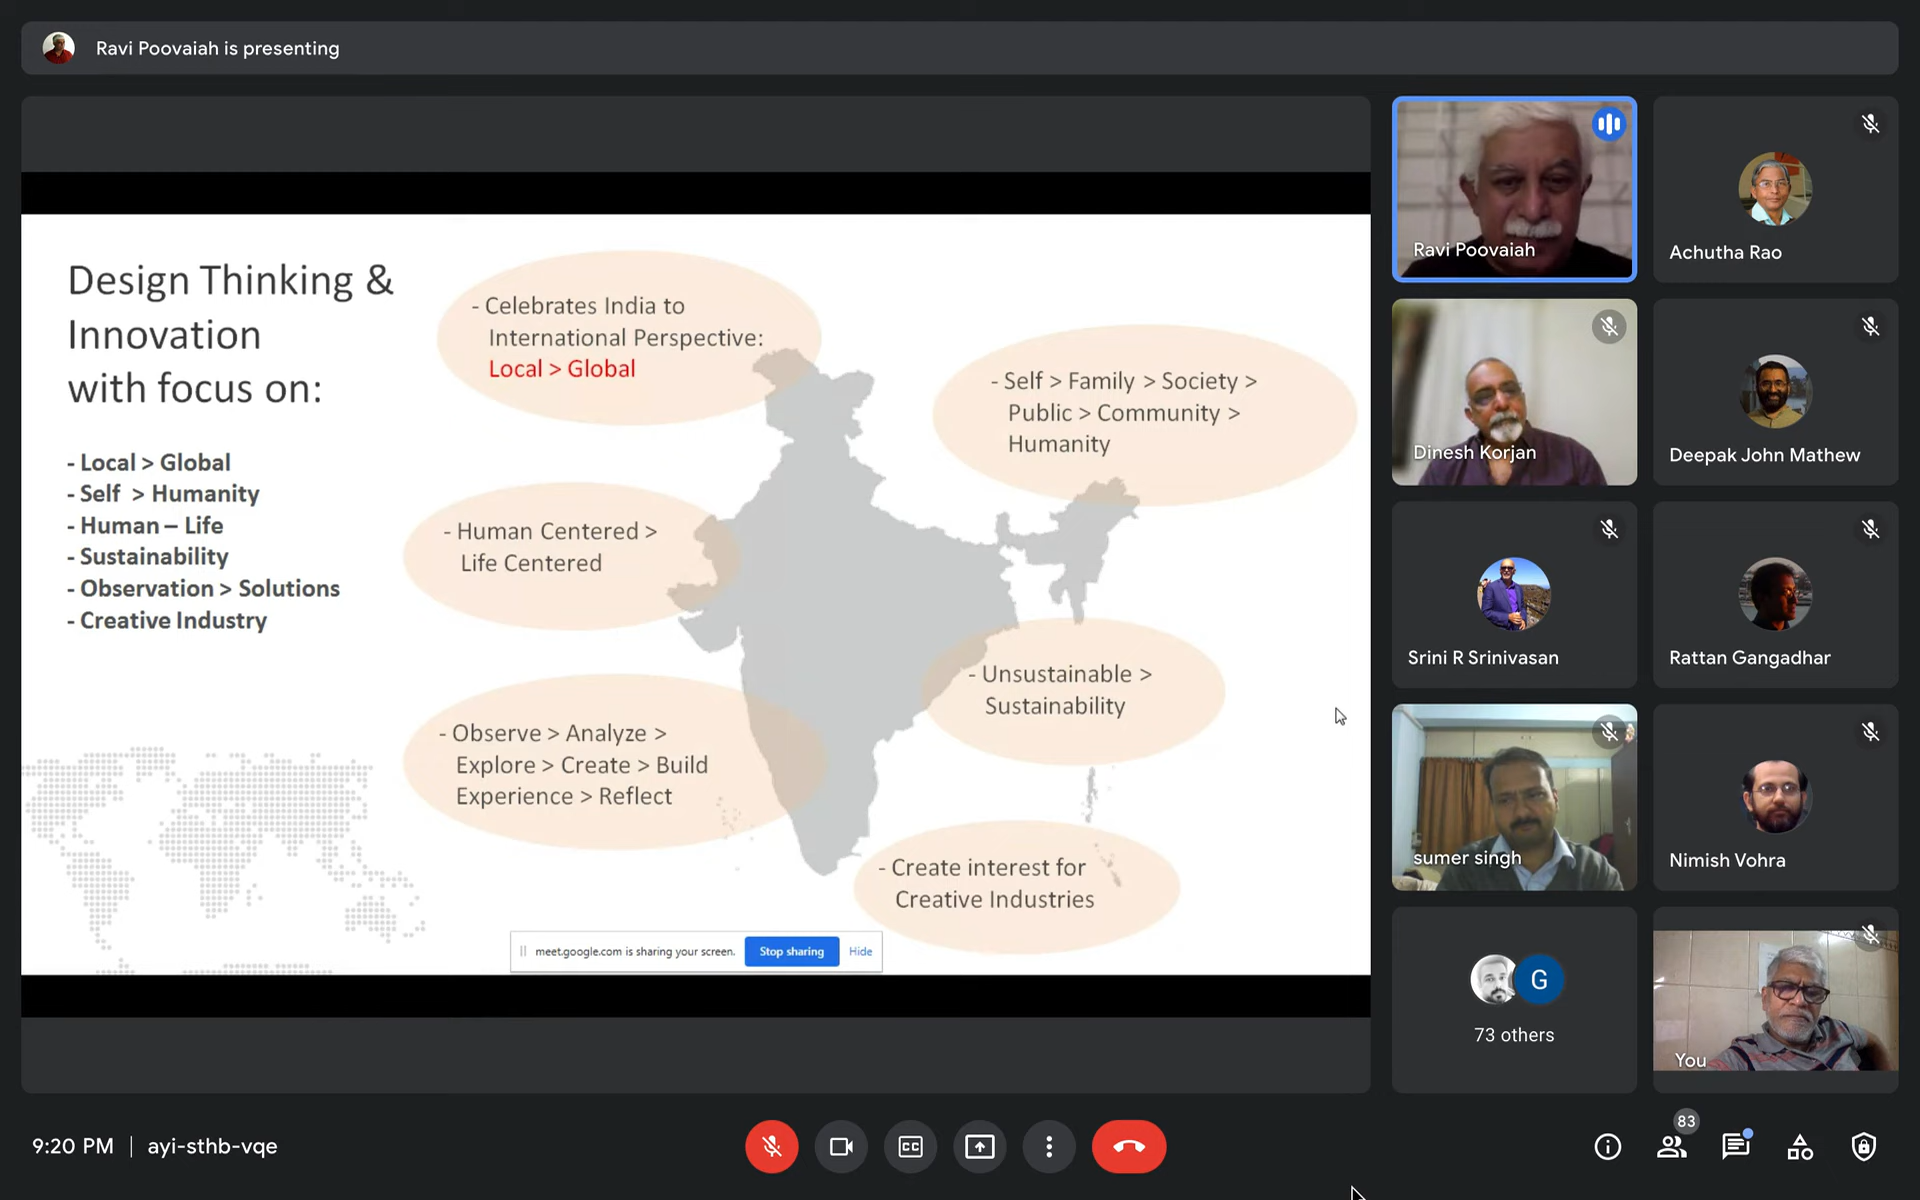 Ravi Poovaiah is presenting
Design Thinking &
Innovation
with focus on:
- Local > Global
- Self  > Humanity
- Human – Life
- Sustainability
- Observation > Solutions
- Creative Industry
- Celebrates India to
International Perspective:
Local > Global
- Self > Family > Society >
Public > Community >
Humanity
- Human Centered >
Life Centered
- Unsustainable >
Sustainability
- Observe > Analyze >
Explore > Create > Build
Experience > Reflect
- Create interest for
Creative Industries
meet.google.com is sharing your screen.
Stop sharing
Hide
Ravi Poovaiah
Achutha Rao
Dinesh Korjan
Deepak John Mathew
Srini R Srinivasan
Rattan Gangadhar
sumer singh
Nimish Vohra
G
73 others
You
9:20 PM | ayi-sthb-vqe
CC
83